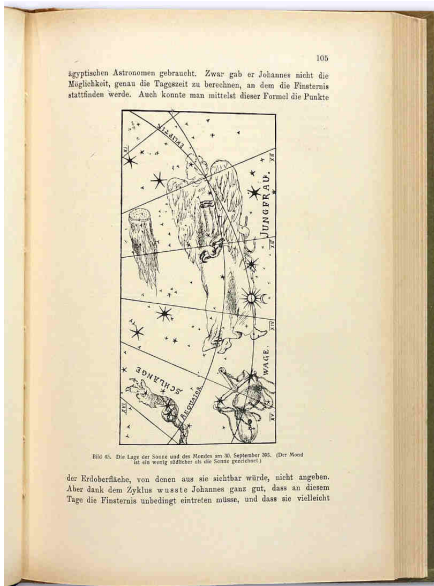 105
ägyptischen Astronomen gebraucht. Zwar gab er Johannes nicht die
Möglichkeit, genau die Tageszeit zu berechnen, an dem die Finsternis
stattfinden werde. Auch konnte man mittelst dieser Formel die Punkte
EKLIPTIK
JUNGFRAU.
WAGE.
SCHLANGE
AEQUATOR
XV
Bild 41. Die Lage der Sonne und des Mondes am 30. September 395. (Der Mond
ist ein wenig südlicher als die Sonne gezeichnet.)
der Erdoberfläche, von denen aus sie sichtbar würde, nicht angeben.
Aber dank dem Zyklus wusste Johannes ganz gut, dass an diesem
Tage die Finsternis unbedingt eintreten müsse, und dass sie vielleicht